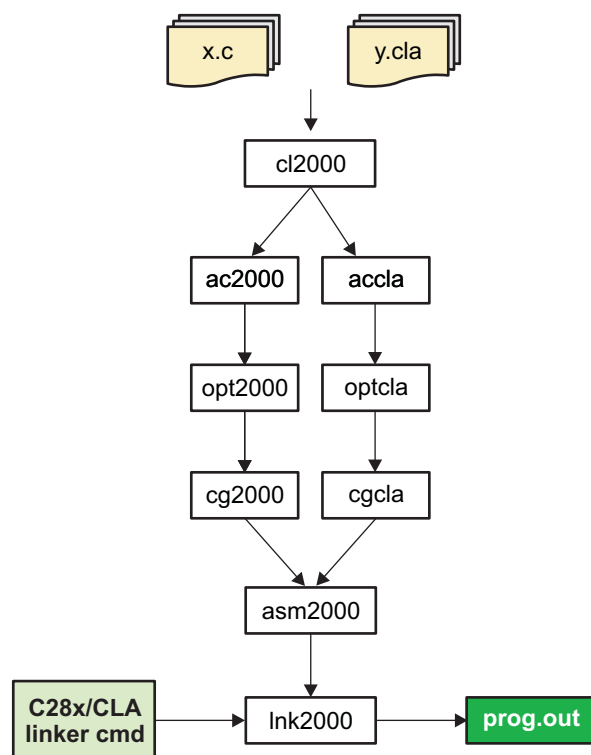 x.c
y.cla
cl2000
ac2000
accla
opt2000
optcla
cg2000
cgcla
asm2000
C28x/CLA
linker cmd
lnk2000
prog.out